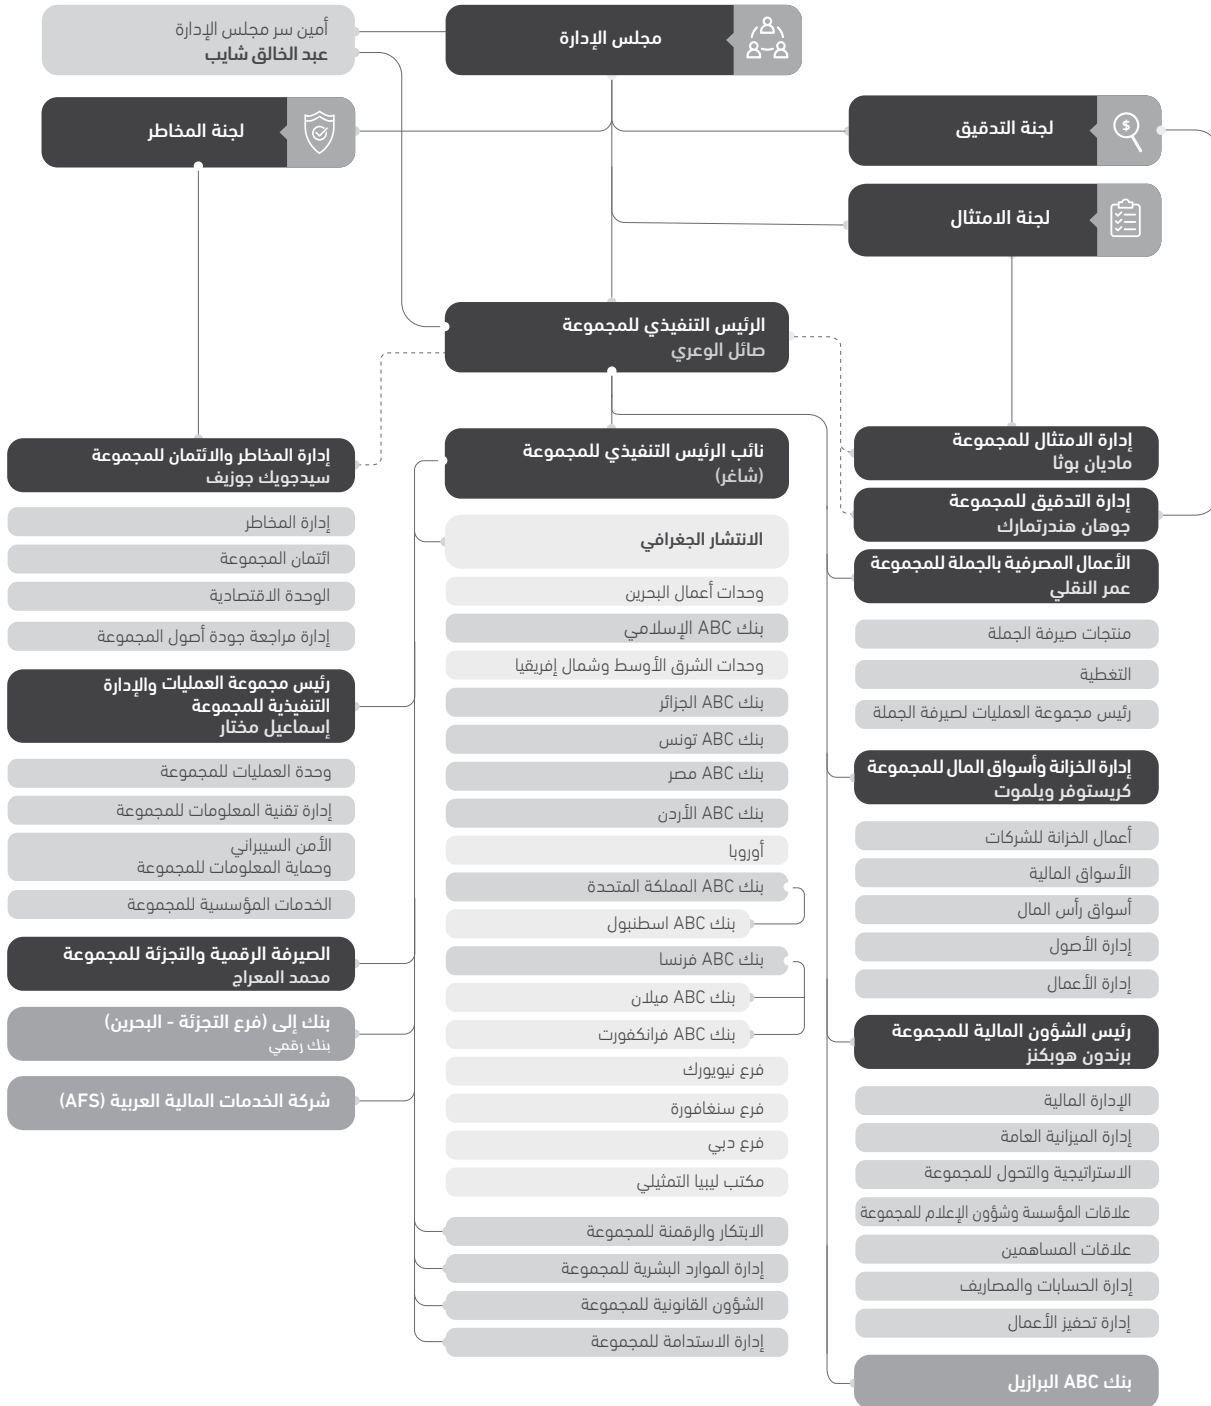 مجلس الإدارة
أمين سر مجلس الإدارة
عبد الخالق شايب
لجنة التدقيق
لجنة المخاطر
لجنة الامتثال
الرئيس التنفيذي للمجموعة
صائل الوعري
إدارة الامتثال للمجموعة
ماديان بوثا
إدارة التدقيق للمجموعة
جوهان هندرتمارك
الأعمال المصرفية بالجملة للمجموعة
عمر النقلي
منتجات صيرفة الجملة
التغطية
رئيس مجموعة العمليات لصيرفة الجملة
إدارة الخزانة وأسواق المال للمجموعة
كريستوفر ويلموت
أعمال الخزانة للشركات
الأسواق المالية
أسواق رأس المال
إدارة الأصول
إدارة الأعمال
رئيس الشؤون المالية للمجموعة
برندون هوبكنز
الإدارة المالية
إدارة الميزانية العامة
الاستراتيجية والتحول للمجموعة
علاقات المؤسسة وشؤون الإعلام للمجموعة
علاقات المساهمين
إدارة الحسابات والمصاريف
إدارة تحفيز الأعمال
بنك ABC البرازيل
نائب الرئيس التنفيذي للمجموعة
(شاغر)
الانتشار الجغرافي
وحدات أعمال البحرين
بنك ABC الإسلامي
وحدات الشرق الأوسط وشمال إفريقيا
بنك ABC الجزائر
بنك ABC تونس
بنك ABC مصر
بنك ABC الأردن
أوروبا
بنك ABC المملكة المتحدة
بنك ABC اسطنبول
بنك ABC فرنسا
بنك ABC ميلان
بنك ABC فرانكفورت
فرع نيويورك
فرع سنغافورة
فرع دبي
مكتب ليبيا التمثيلي
الابتكار والرقمنة للمجموعة
إدارة الموارد البشرية للمجموعة
الشؤون القانونية للمجموعة
إدارة الاستدامة للمجموعة
إدارة المخاطر والائتمان للمجموعة
سيدجويك جوزيف
إدارة المخاطر
ائتمان المجموعة
الوحدة الاقتصادية
إدارة مراجعة جودة أصول المجموعة
رئيس مجموعة العمليات والإدارة
التنفيذية للمجموعة
إسماعيل مختار
وحدة العمليات للمجموعة
إدارة تقنية المعلومات للمجموعة
الأمن السيبراني
وحماية المعلومات للمجموعة
الخدمات المؤسسية للمجموعة
الصيرفة الرقمية والتجزئة للمجموعة
محمد المعراج
بنك إلى (فرع التجزئة - البحرين)
بنك رقمي
شركة الخدمات المالية العربية (AFS)